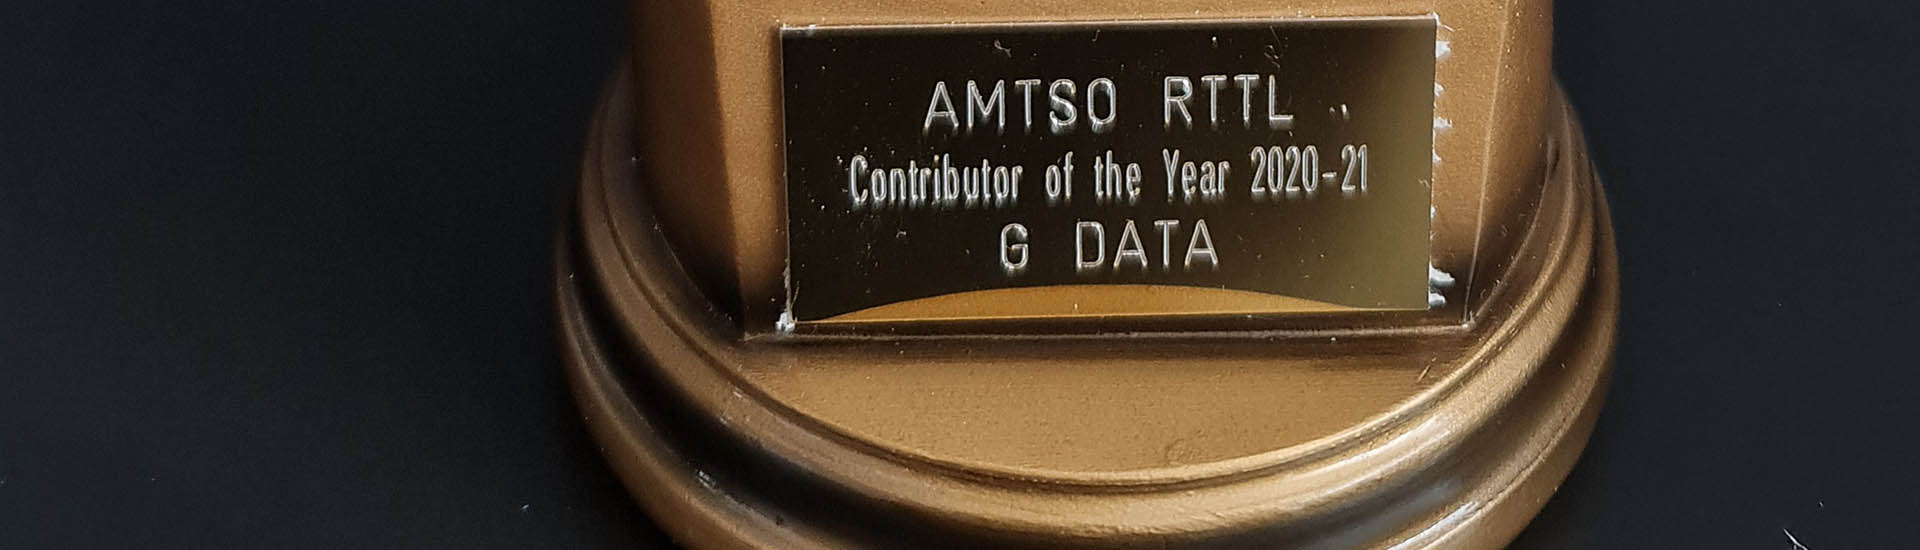 AMTSO RTTL
Contributor of the Year 2020-21
G DATA